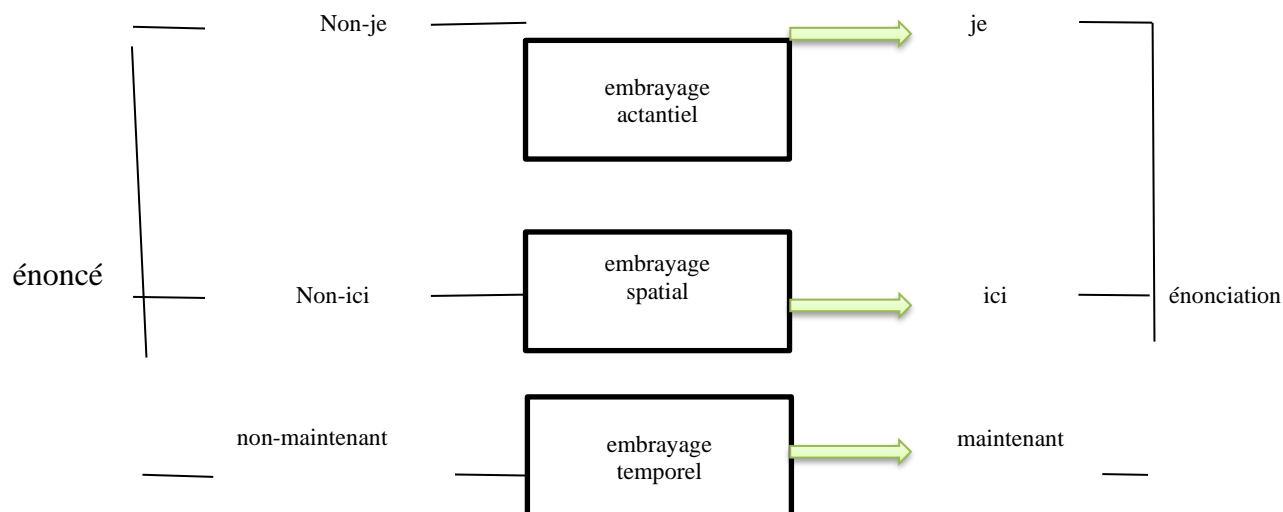 Non-je
je
embrayage
actantiel
énoncé
Non-ici
embrayage
spatial
ici
énonciation
non-maintenant
embrayage
temporel
maintenant